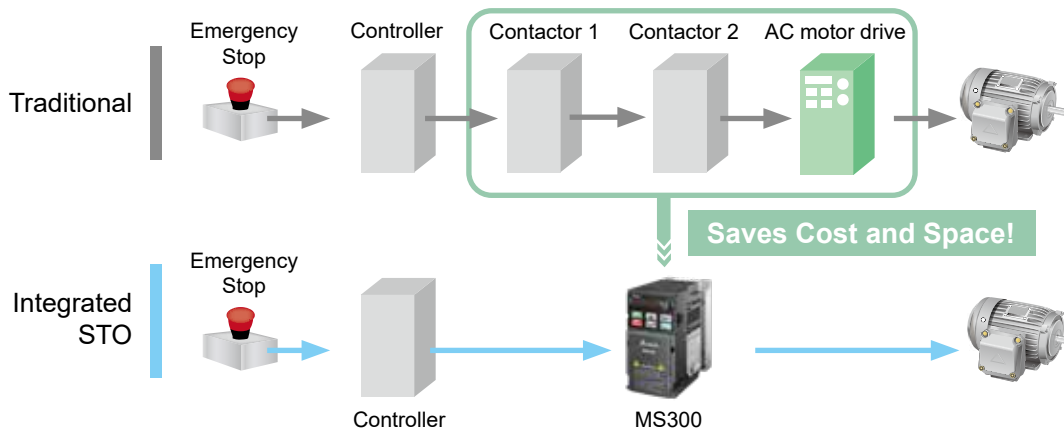 Emergency
Stop
Controller
Contactor 1
Contactor 2
AC motor drive
Traditional
Saves Cost and Space!
Emergency
Stop
Integrated
STO
Controller
MS300